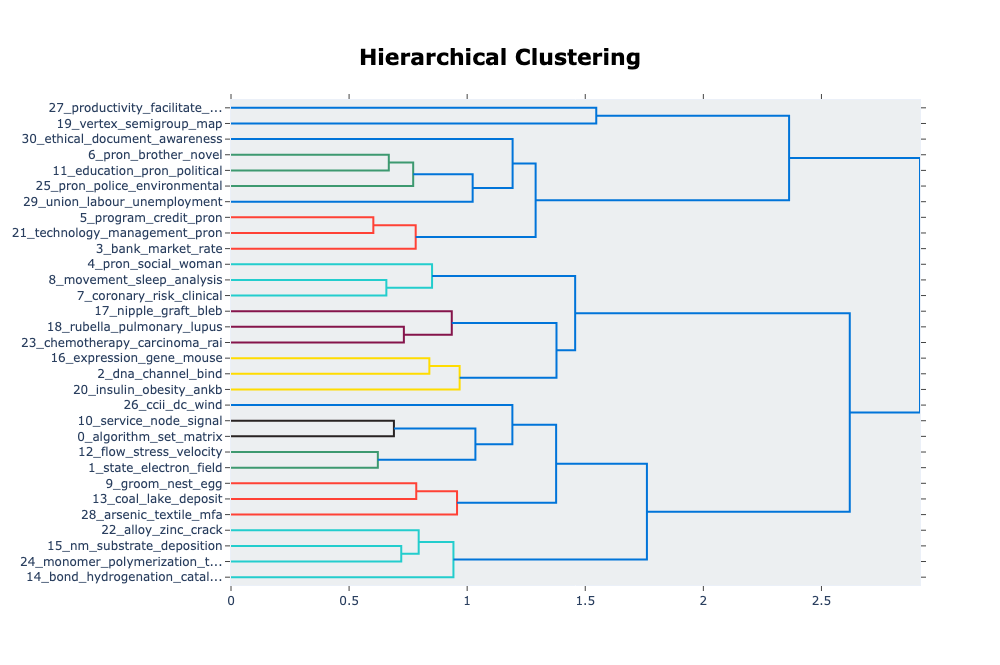 Hierarchical Clustering
27_productivity_facilitate_...
19_vertex_semigroup_map
30_ethical_document_awareness
6_pron_brother_novel
11_education_pron_political
25_pron_police_environmental
29_union_labour_unemployment
5_program_credit_pron
21_technology_management_pron
3_bank_market_rate
4_pron_social_woman
8_movement_sleep_analysis
7_coronary_risk_clinical
17_nipple_graft_bleb
18_rubella_pulmonary_lupus
23_chemotherapy_carcinoma_rai
16_expression_gene_mouse
2_dna_channel_bind
20_insulin_obesity_ankb
26_ccii_dc_wind
10_service_node_signal
0_algorithm_set_matrix
12_flow_stress_velocity
1_state_electron_field
9_groom_nest_egg
13_coal_lake_deposit
28_arsenic_textile_mfa
22_alloy_zinc_crack
15_nm_substrate_deposition
24_monomer_polymerization_t...
14_bond_hydrogenation_catal...
0 0.5 1 1.5 2 2.5